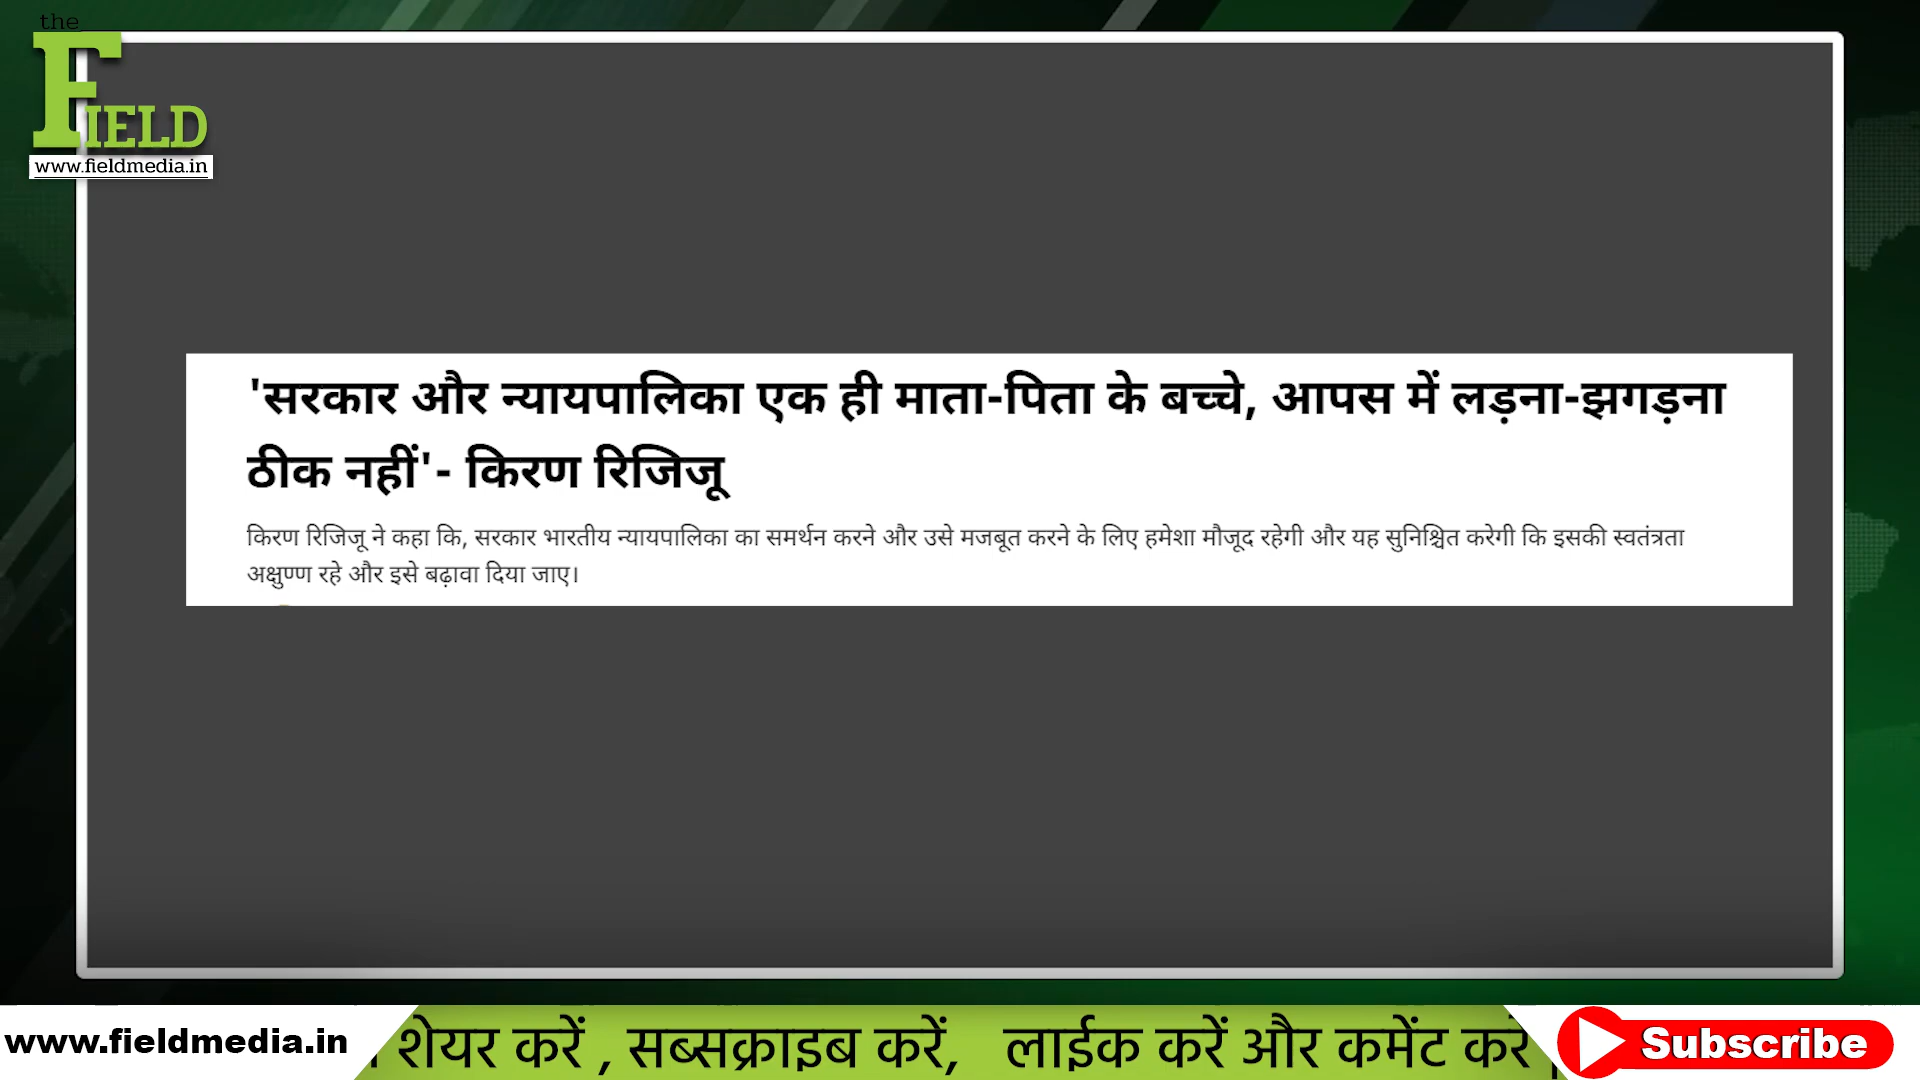 the
FIELD
www.fieldmedia.in
'सरकार और न्यायपालिका एक ही माता-पिता के बच्चे, आपस में लड़ना-झगड़ना
ठीक नहीं'- किरण रिजिजू
किरण रिजिजू ने कहा कि, सरकार भारतीय न्यायपालिका का समर्थन करने और उसे मजबूत करने के लिए हमेशा मौजूद रहेगी और यह सुनिश्चित करेगी कि इसकी स्वतंत्रता
अक्षुण्ण रहे और इसे बढ़ावा दिया जाए।
www.fieldmedia.in शेयर करें , सब्सक्राइब करें, लाईक करें और कमेंट करें Subscribe